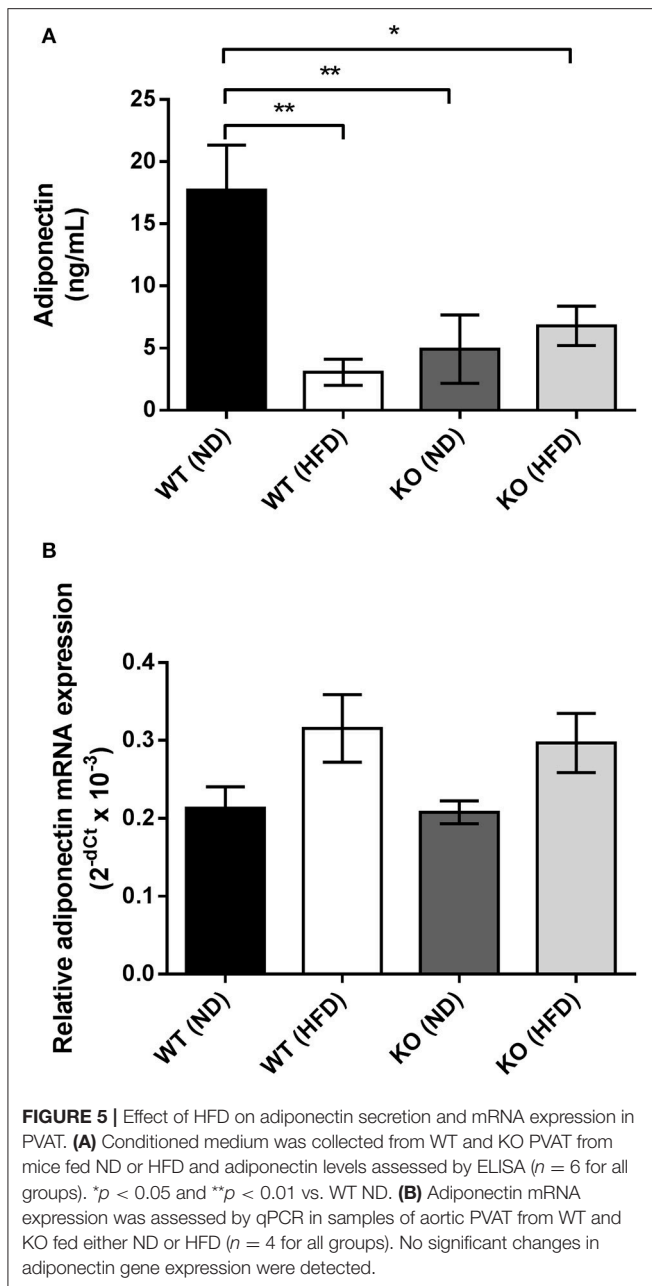 A
*
**
**
25
20
15
10
5
0
Adiponectin
(ng/mL)
WT (ND)
WT (HFD)
KO (ND)
KO (HFD)
B
0.4
0.3
0.2
0.1
0.0
Relative adiponectin mRNA expression
(2^-dCt x 10^-3)
WT (ND)
WT (HFD)
KO (ND)
KO (HFD)
FIGURE 5 | Effect of HFD on adiponectin secretion and mRNA expression in
PVAT. (A) Conditioned medium was collected from WT and KO PVAT from
mice fed ND or HFD and adiponectin levels assessed by ELISA (n = 6 for all
groups). *p < 0.05 and **p < 0.01 vs. WT ND. (B) Adiponectin mRNA
expression was assessed by qPCR in samples of aortic PVAT from WT and
KO fed either ND or HFD (n = 4 for all groups). No significant changes in
adiponectin gene expression were detected.